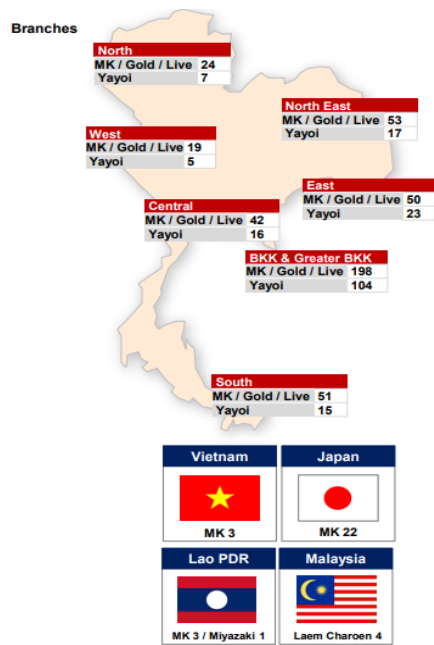 Branches
North
MK / Gold / Live 24
Yayoi 7
North East
MK / Gold / Live 53
Yayoi 17
West
MK / Gold / Live 19
Yayoi 5
East
MK / Gold / Live 50
Yayoi 23
Central
MK / Gold / Live 42
Yayoi 16
BKK & Greater BKK
MK / Gold / Live 198
Yayoi 104
South
MK / Gold / Live 51
Yayoi 15
Vietnam
MK 3
Japan
MK 22
Lao PDR
MK 3 / Miyazaki 1
Malaysia
Laem Charoen 4